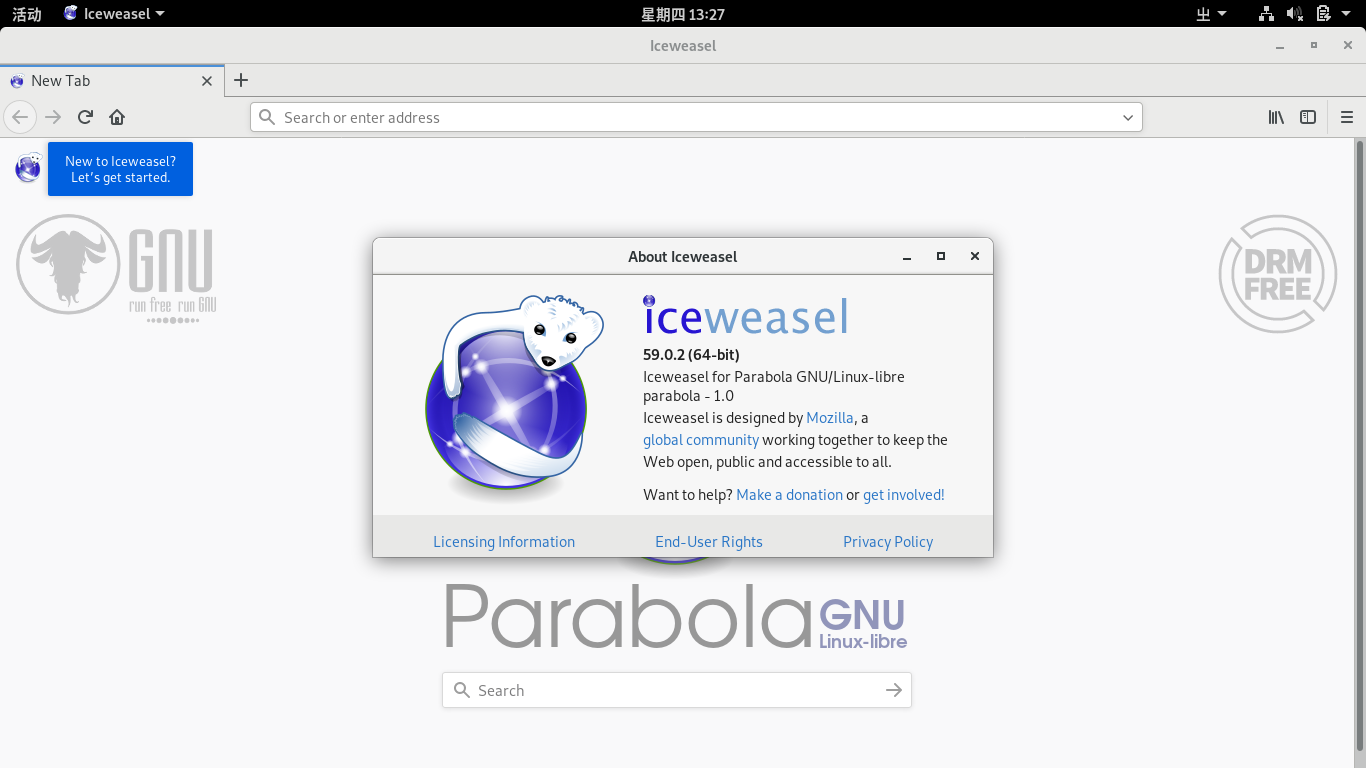 活动 Iceweasel 星期四 13:27
Iceweasel
New Tab
Search or enter address
New to Iceweasel?
Let's get started.
GNU
run free run GNU
DRM
FREE
About Iceweasel
iceweasel
59.0.2 (64-bit)
Iceweasel for Parabola GNU/Linux-libre
parabola - 1.0
Iceweasel is designed by Mozilla, a
global community working together to keep the
Web open, public and accessible to all.
Want to help? Make a donation or get involved!
Licensing Information End-User Rights Privacy Policy
Parabola GNU
Linux-libre
Search